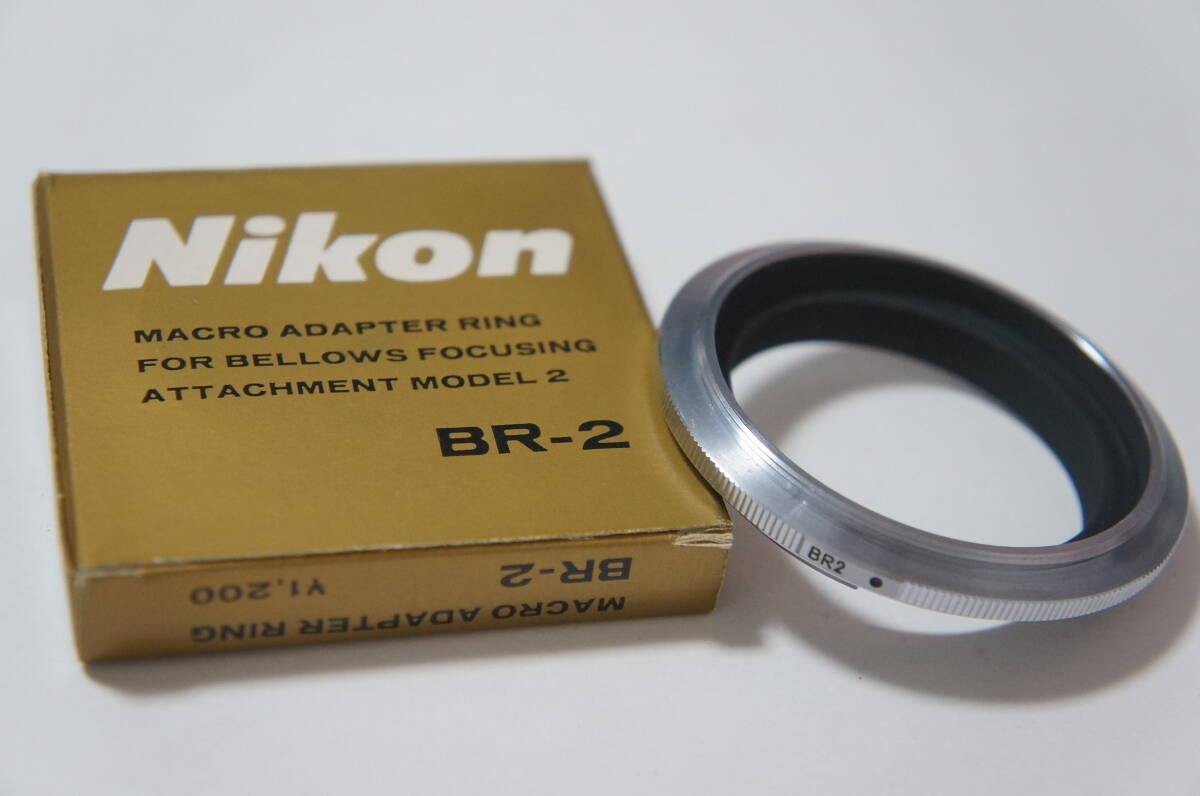 Nikon
MACRO ADAPTER RING
FOR BELLOWS FOCUSING
ATTACHMENT MODEL 2
BR-2
MACRO ADAPTER RING
BR-2 ¥1,200
BR2